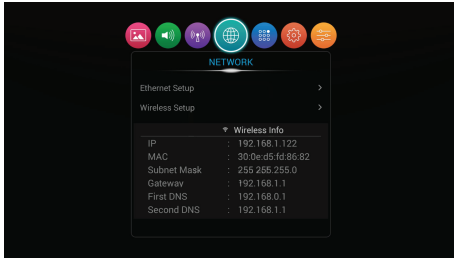 NETWORK
Ethernet Setup >
Wireless Setup >
Wireless Info
IP : 192.168.1.122
MAC : 30:0e:d5:fd:86:82
Subnet Mask : 255.255.255.0
Gateway : 192.168.1.1
First DNS : 192.168.0.1
Second DNS : 192.168.1.1